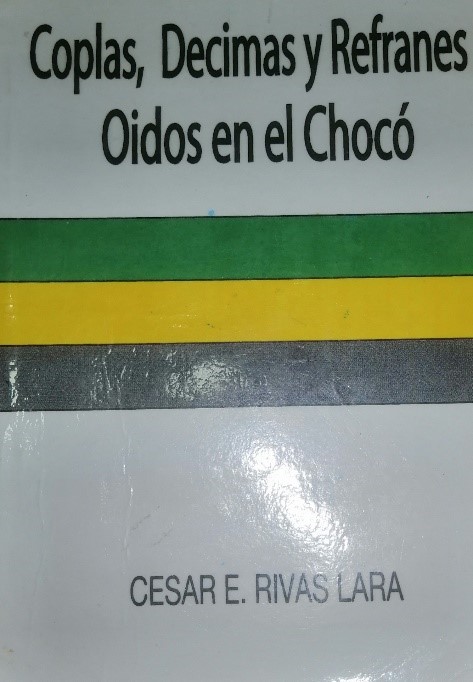 Coplas, Decimas y Refranes
Oidos en el Chocó
CESAR E. RIVAS LARA